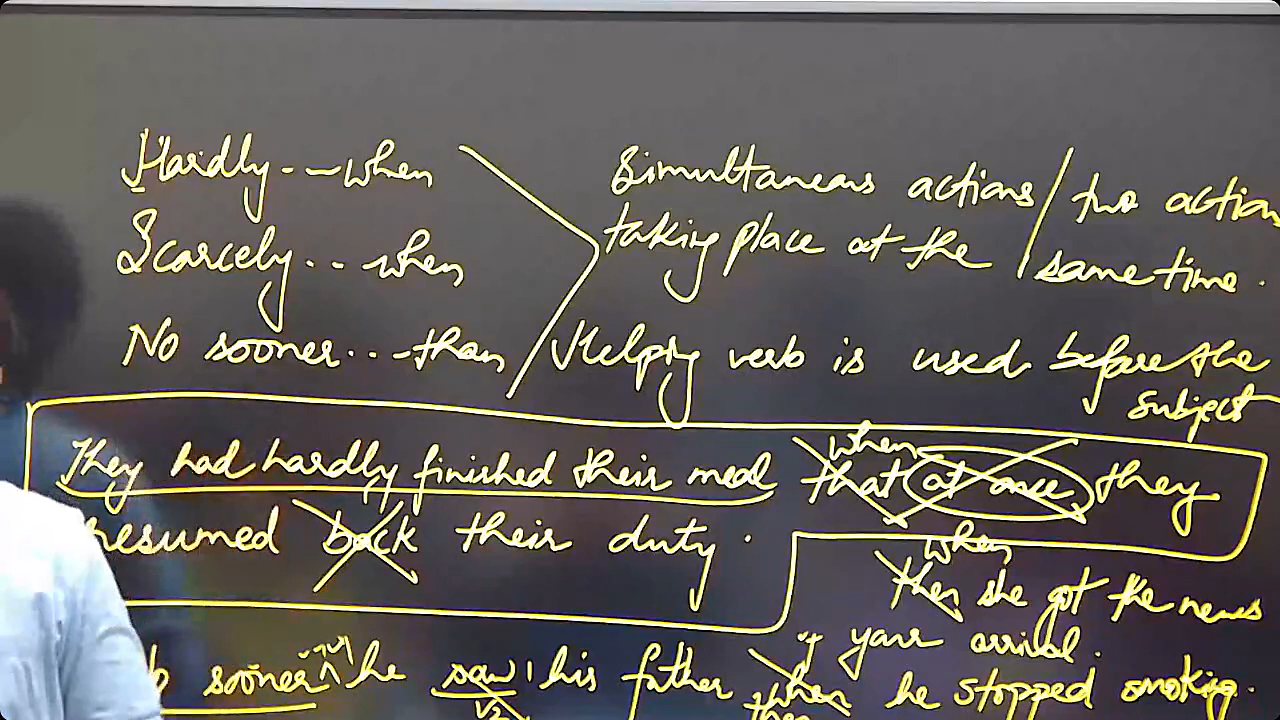 Hardly - - when
Simultaneous actions / two action
Scarcely . . - when
taking place at the / same time .
No sooner . . . - than
Helping verb is used before the
subject
when
They had hardly finished their meal that at once they
resumed back their duty .
when
then she got the news
of your arrival .
sooner he saw his father when he stopped smoking.
V2